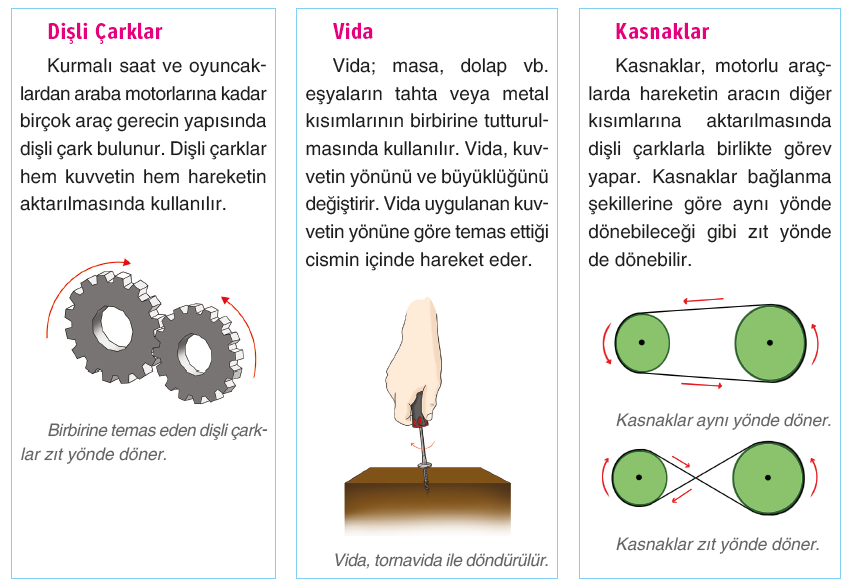 Dişli Çarklar
Kurmalı saat ve oyuncak-
lardan araba motorlarına kadar
birçok araç gerecin yapısında
dişli çark bulunur. Dişli çarklar
hem kuvvetin hem hareketin
aktarılmasında kullanılır.
Birbirine temas eden dişli çark-
lar zıt yönde döner.
Vida
Vida; masa, dolap vb.
eşyaların tahta veya metal
kısımlarının birbirine tutturul-
masında kullanılır. Vida, kuv-
vetin yönünü ve büyüklüğünü
değiştirir. Vida uygulanan kuv-
vetin yönüne göre temas ettiği
cismin içinde hareket eder.
Vida, tornavida ile döndürülür.
Kasnaklar
Kasnaklar, motorlu araç-
larda hareketin aracın diğer
kısımlarına aktarılmasında
dişli çarklarla birlikte görev
yapar. Kasnaklar bağlanma
şekillerine göre aynı yönde
dönebileceği gibi zıt yönde
de dönebilir.
Kasnaklar aynı yönde döner.
Kasnaklar zıt yönde döner.